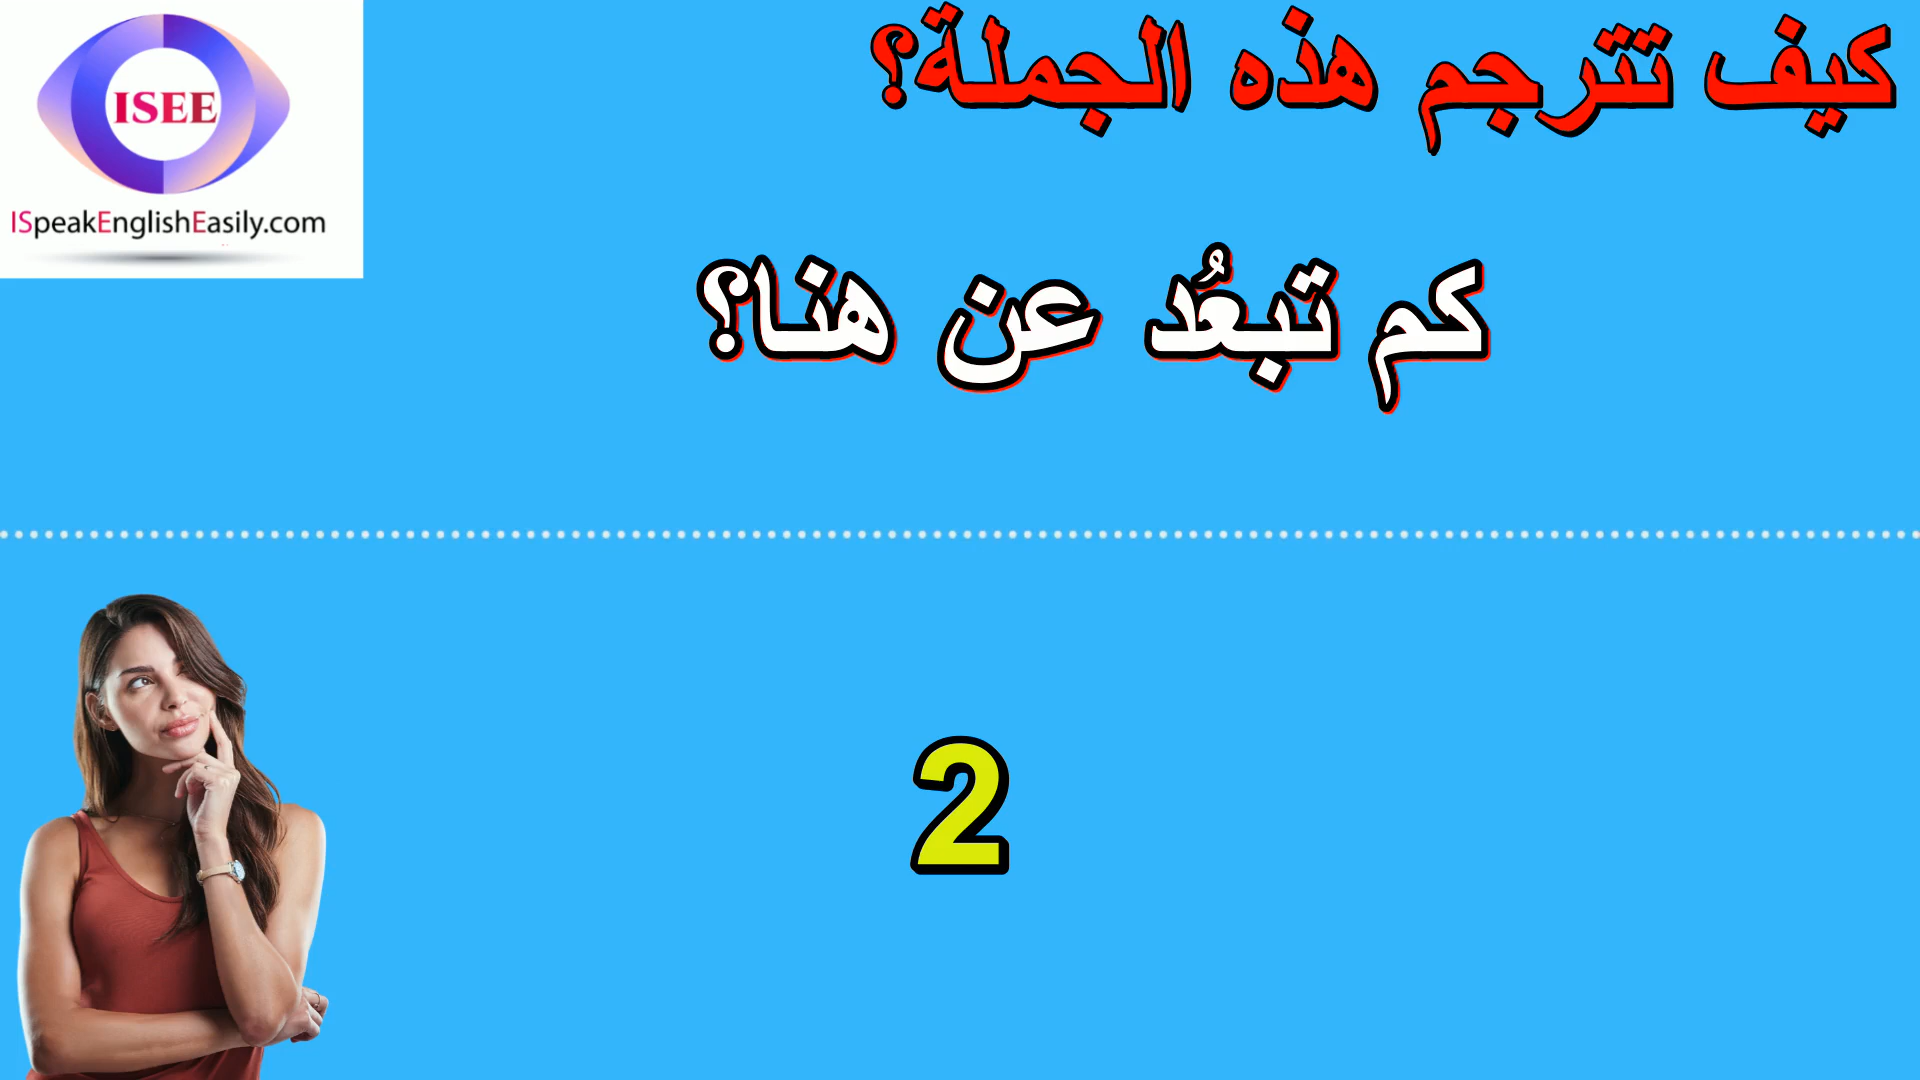 ISEE
ISpeakEnglishEasily.com
كيف تترجم هذه الجملة؟
كم تبعُد عن هنا؟
2